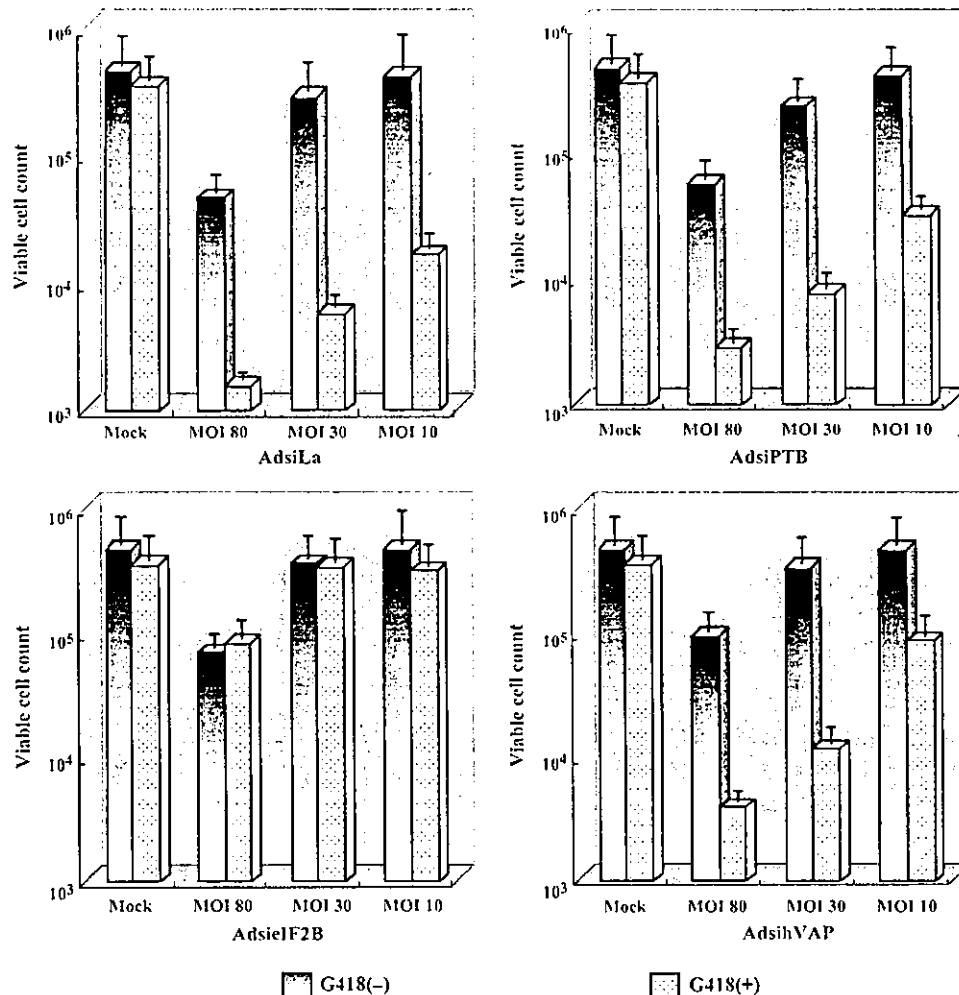 Viable cell count
10⁶
10⁵
10⁴
10³
Mock MOI 80 MOI 30 MOI 10
AdsiLa
Viable cell count
10⁶
10⁵
10⁴
10³
Mock MOI 80 MOI 30 MOI 10
AdsiPTB
Viable cell count
10⁶
10⁵
10⁴
10³
Mock MOI 80 MOI 30 MOI 10
AdsieIF2B
Viable cell count
10⁶
10⁵
10⁴
10³
Mock MOI 80 MOI 30 MOI 10
AdsihVAP
G418(–) G418(+)